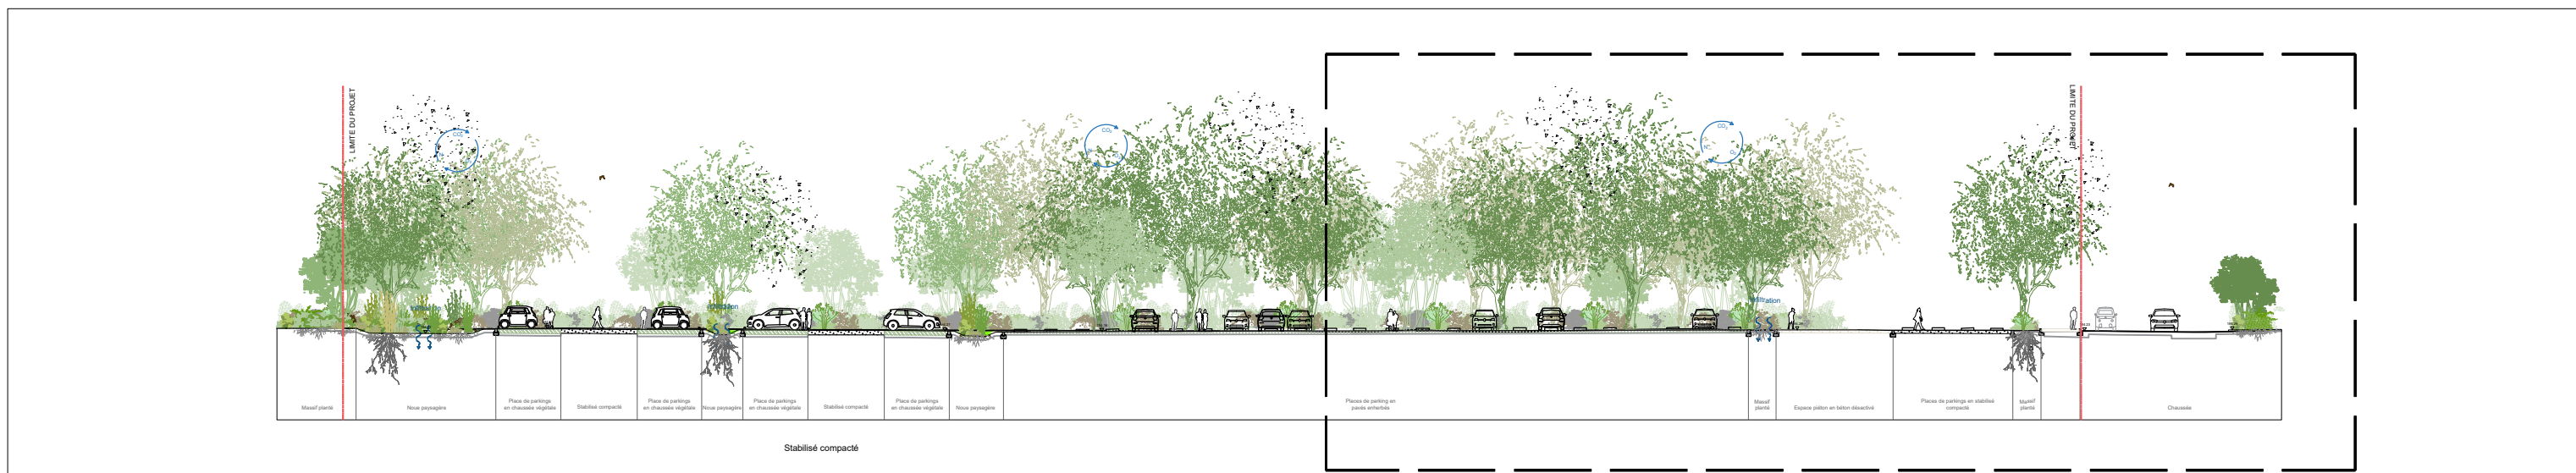 LIMITE DU PROJET
LIMITE DU PROJET
CO₂
CO₂
CO₂
O₂
Infiltration
Infiltration
Infiltration
Massif planté
Noue paysagère
Place de parkings
en chaussée végétale
Stabilisé compacté
Place de parkings
en chaussée végétale
Noue paysagère
Place de parkings
en chaussée végétale
Stabilisé compacté
Place de parkings
en chaussée végétale
Noue paysagère
Places de parking en
pavés enherbés
Massif
planté
Espace piéton en béton désactivé
Places de parkings en stabilisé
compacté
Massif
planté
Chaussée
Stabilisé compacté